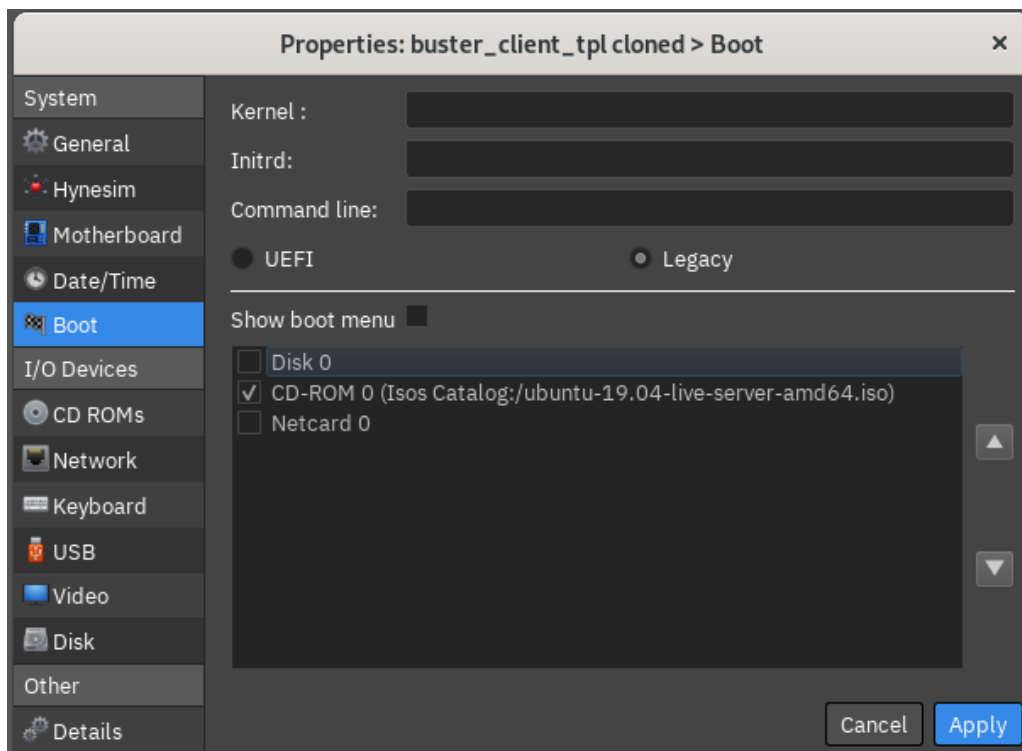 Properties: buster_client_tpl cloned > Boot
System
General
Hynesim
Motherboard
Date/Time
Boot
I/O Devices
CD ROMs
Network
Keyboard
USB
Video
Disk
Other
Details
Kernel :
Initrd:
Command line:
UEFI
Legacy
Show boot menu
Disk 0
CD-ROM 0 (Isos Catalog:/ubuntu-19.04-live-server-amd64.iso)
Netcard 0
Cancel
Apply